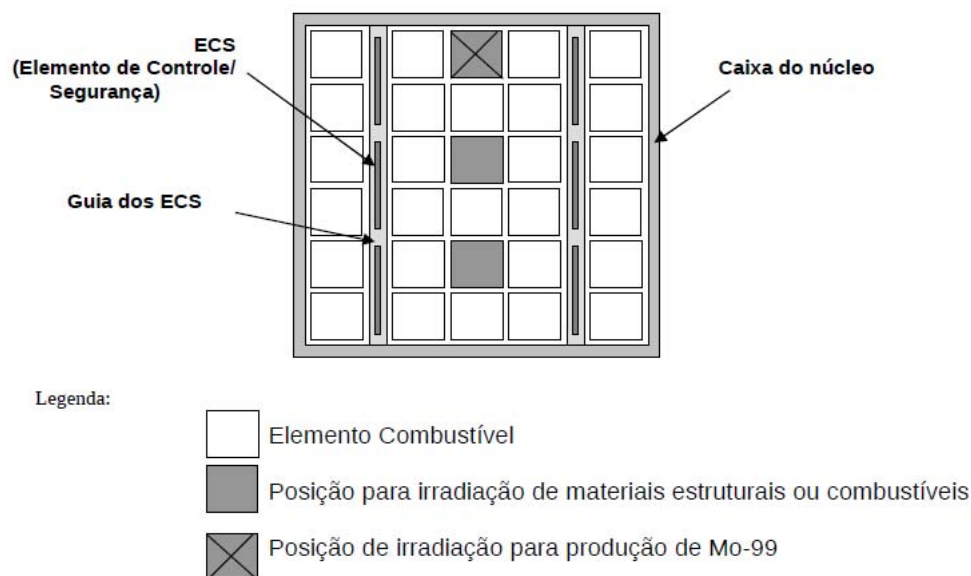 ECS
(Elemento de Controle/
Segurança)
Caixa do núcleo
Guia dos ECS
Legenda:
Elemento Combustível
Posição para irradiação de materiais estruturais ou combustíveis
Posição de irradiação para produção de Mo-99